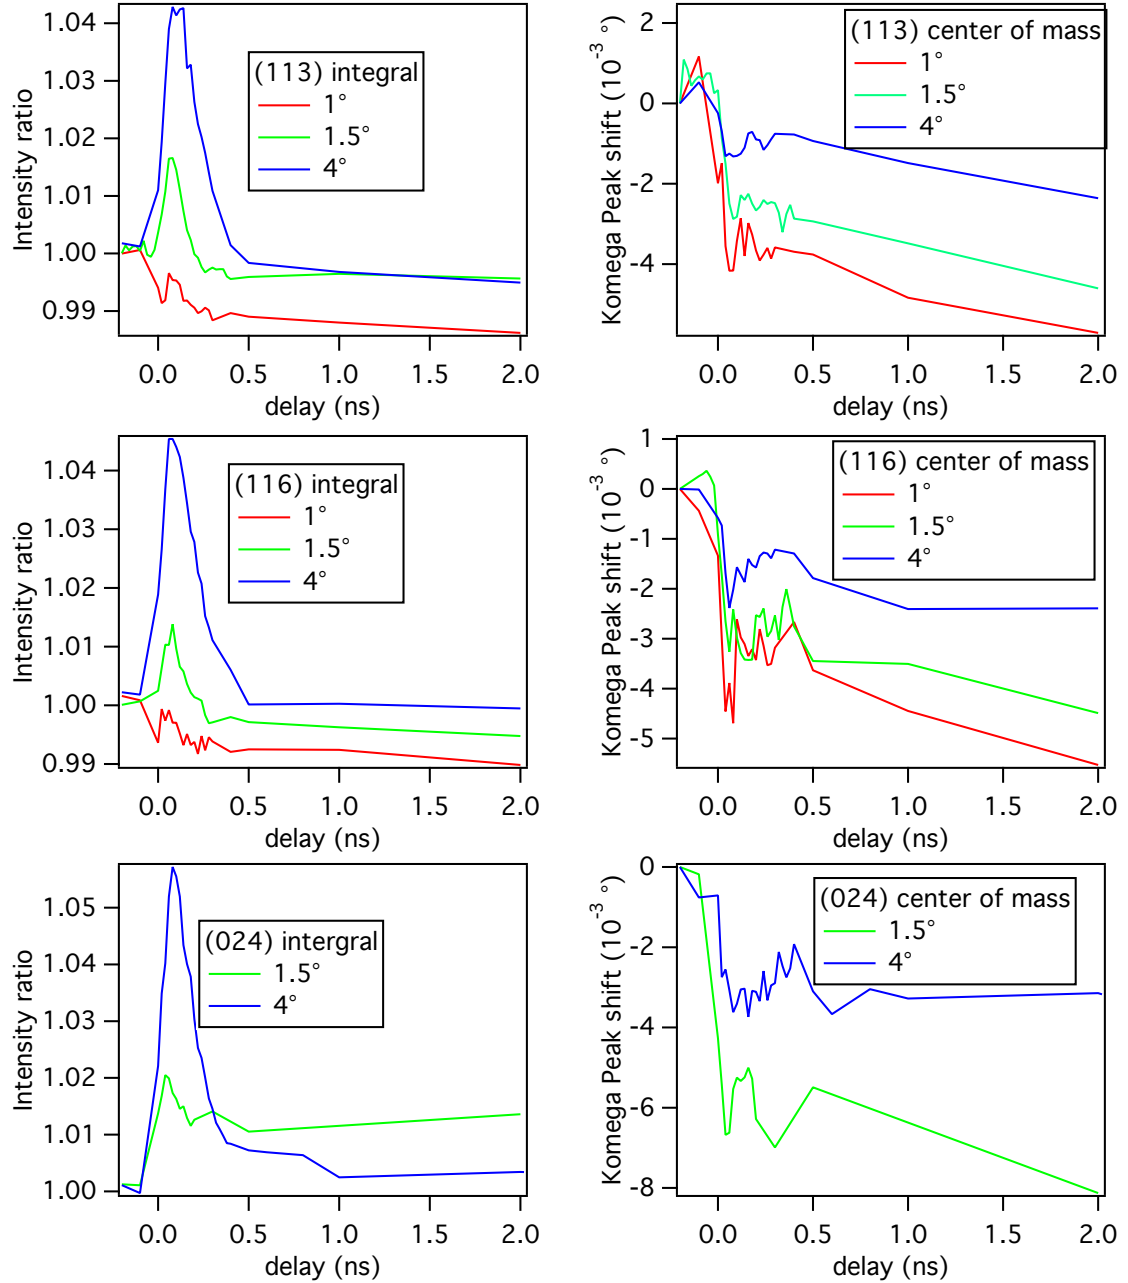 Intensity ratio
1.04
1.03
1.02
1.01
1.00
0.99
(113) integral
1°
1.5°
4°
0.0 0.5 1.0 1.5 2.0
delay (ns)
Komega Peak shift (10⁻³ °)
2
0
-2
-4
(113) center of mass
1°
1.5°
4°
0.0 0.5 1.0 1.5 2.0
delay (ns)
Intensity ratio
1.04
1.03
1.02
1.01
1.00
0.99
(116) integral
1°
1.5°
4°
0.0 0.5 1.0 1.5 2.0
delay (ns)
Komega Peak shift (10⁻³ °)
1
0
-1
-2
-3
-4
-5
(116) center of mass
1°
1.5°
4°
0.0 0.5 1.0 1.5 2.0
delay (ns)
Intensity ratio
1.05
1.04
1.03
1.02
1.01
1.00
(024) intergral
1.5°
4°
0.0 0.5 1.0 1.5 2.0
delay (ns)
Komega Peak shift (10⁻³ °)
0
-2
-4
-6
-8
(024) center of mass
1.5°
4°
0.0 0.5 1.0 1.5 2.0
delay (ns)